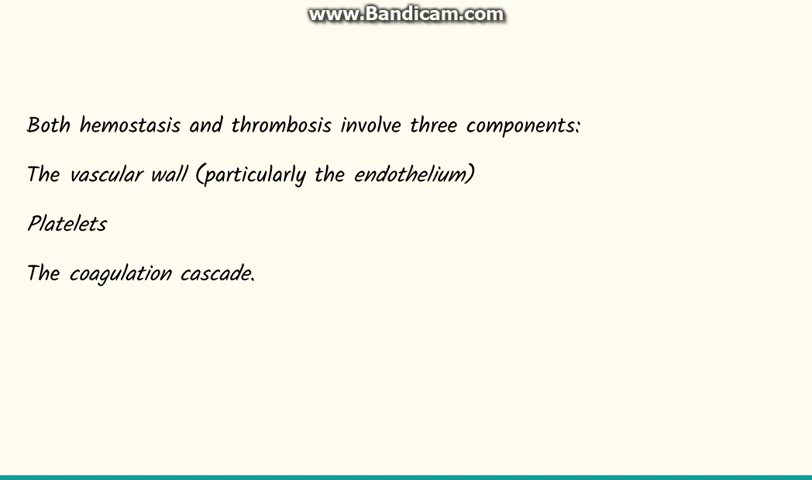 www.Bandicam.com
Both hemostasis and thrombosis involve three components:
The vascular wall (particularly the endothelium)
Platelets
The coagulation cascade.